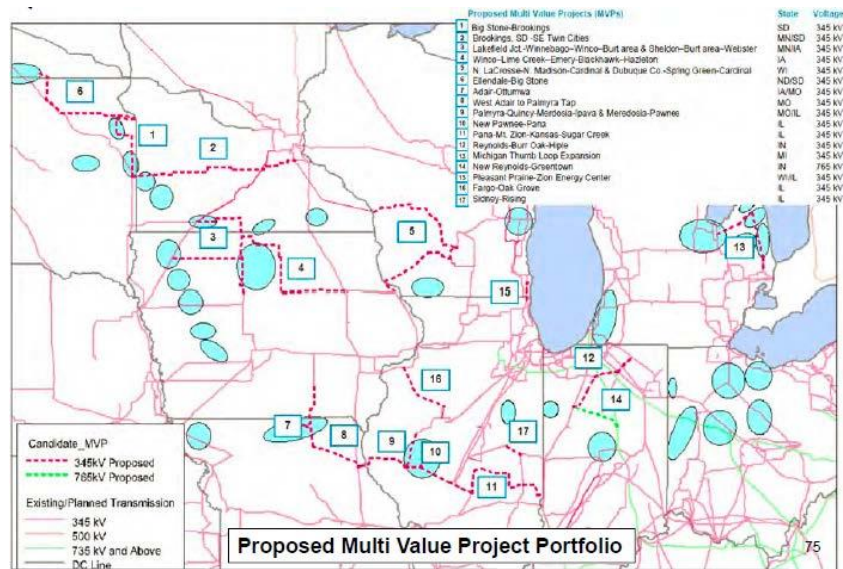 Proposed Multi Value Projects (MVPs) State Voltage
1 Big Stone-Brookings SD 345 kV
2 Brookings, SD -SE Twin Cities MN/SD 345 kV
3 Lakefield Jct.-Winnebago-Winco-Burt area & Sheldon-Burt area-Webster MN/IA 345 kV
4 Winco-Lime Creek-Emery-Blackhawk-Hazleton IA 345 kV
5 N. LaCrosse-N. Madison-Cardinal & Dubuque Co.-Spring Green-Cardinal WI 345 kV
6 Ellendale-Big Stone ND/SD 345 kV
7 Adair-Ottumwa IA/MO 345 kV
8 West Adair to Palmyra Tap MO 345 kV
9 Palmyra-Quincy-Merdosia-Ipava & Meredosia-Pawnee MO/IL 345 kV
10 New Pawnee-Pana IL 345 kV
11 Pana-Mt. Zion-Kansas-Sugar Creek IL 345 kV
12 Reynolds-Burr Oak-Hiple IN 345 kV
13 Michigan Thumb Loop Expansion MI 345 kV
14 New Reynolds-Greentown IN 765 kV
15 Pleasant Prairie-Zion Energy Center WI/IL 345 kV
16 Fargo-Oak Grove IL 345 kV
17 Sidney-Rising IL 345 kV
6
1
2
5
3
13
4
15
12
16
14
7
8
9
10
17
11
Candidate_MVP
345kV Proposed
765kV Proposed
Existing/Planned Transmission
345 kV
500 kV
735 kV and Above
DC Line
Proposed Multi Value Project Portfolio
75